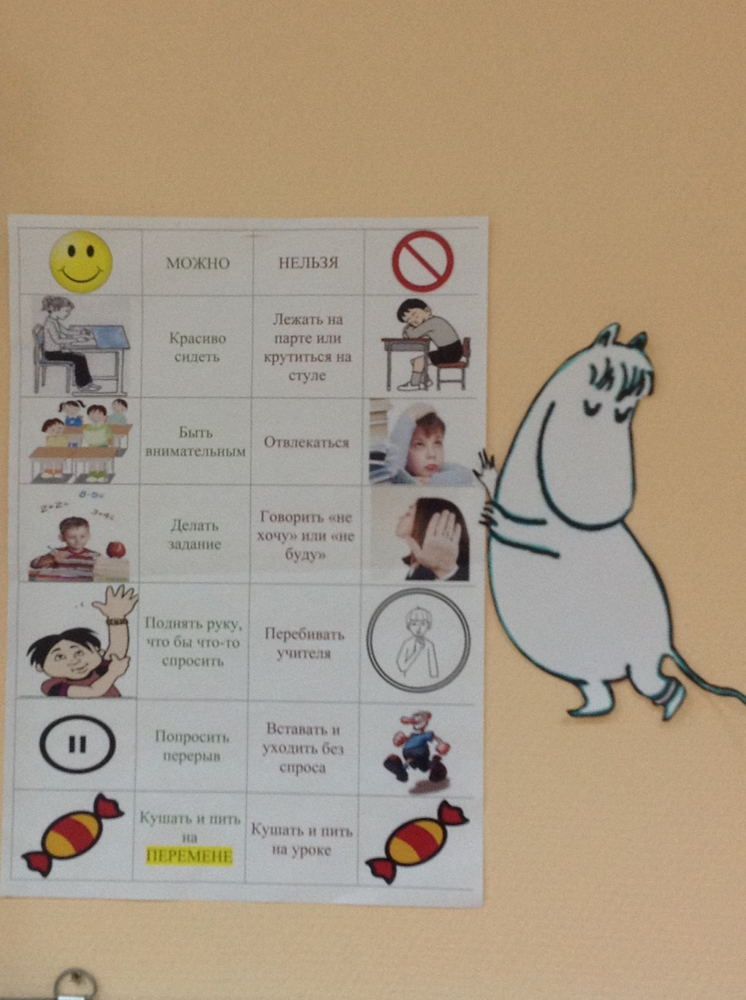 МОЖНО
НЕЛЬЗЯ
Красиво
сидеть
Лежать на
парте или
крутиться на
стуле
Быть
внимательным
Отвлекаться
2+2=
6-5=
3+4=
Делать
задание
Говорить «не
хочу» или «не
буду»
Поднять руку,
что бы что-то
спросить
Перебивать
учителя
Попросить
перерыв
Вставать и
уходить без
спроса
Кушать и пить
на
ПЕРЕМЕНЕ
Кушать и пить
на уроке